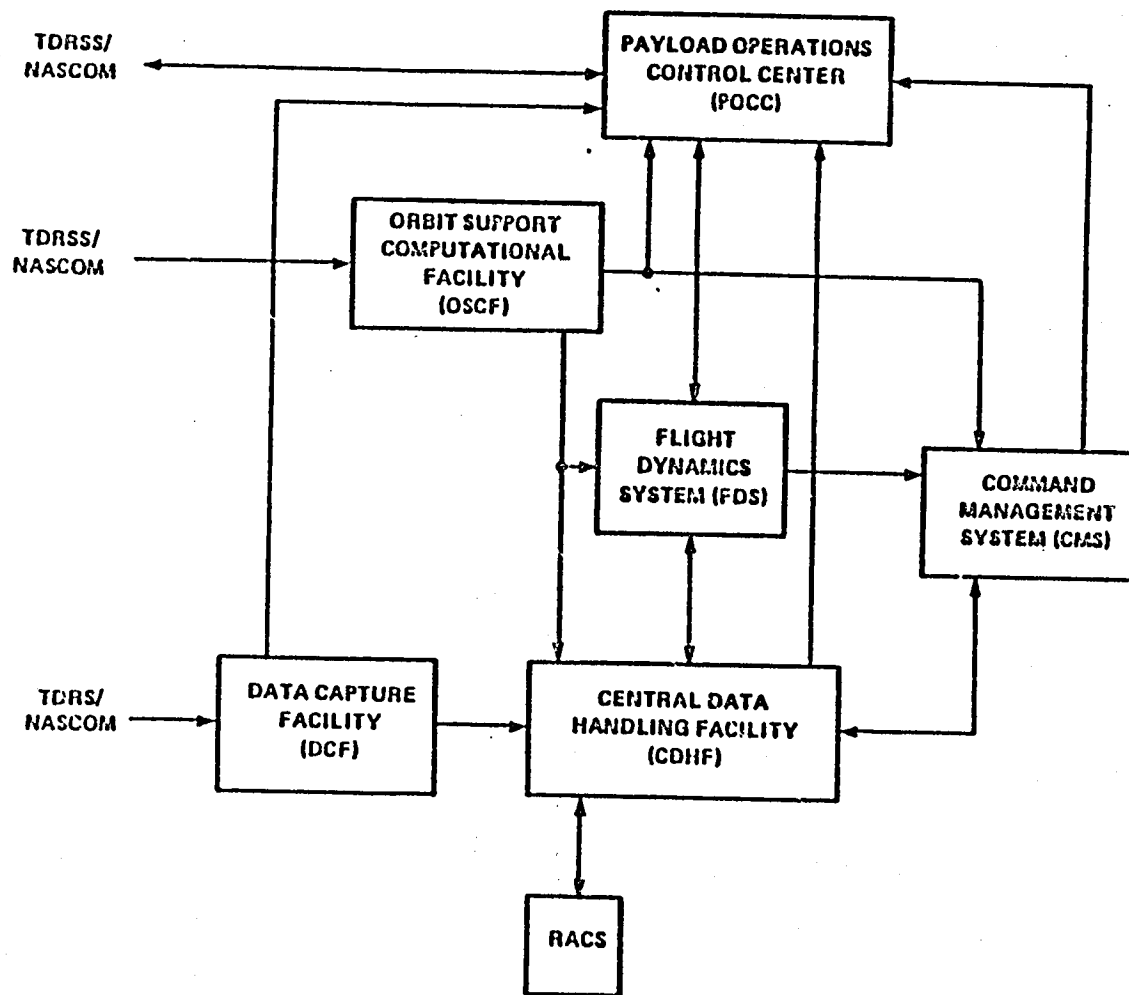 TDRSS/
NASCOM
PAYLOAD OPERATIONS
CONTROL CENTER
(POCC)
TDRSS/
NASCOM
ORBIT SUPPORT
COMPUTATIONAL
FACILITY
(OSCF)
FLIGHT
DYNAMICS
SYSTEM (FDS)
COMMAND
MANAGEMENT
SYSTEM (CMS)
TDRS/
NASCOM
DATA CAPTURE
FACILITY
(DCF)
CENTRAL DATA
HANDLING FACILITY
(CDHF)
RACS